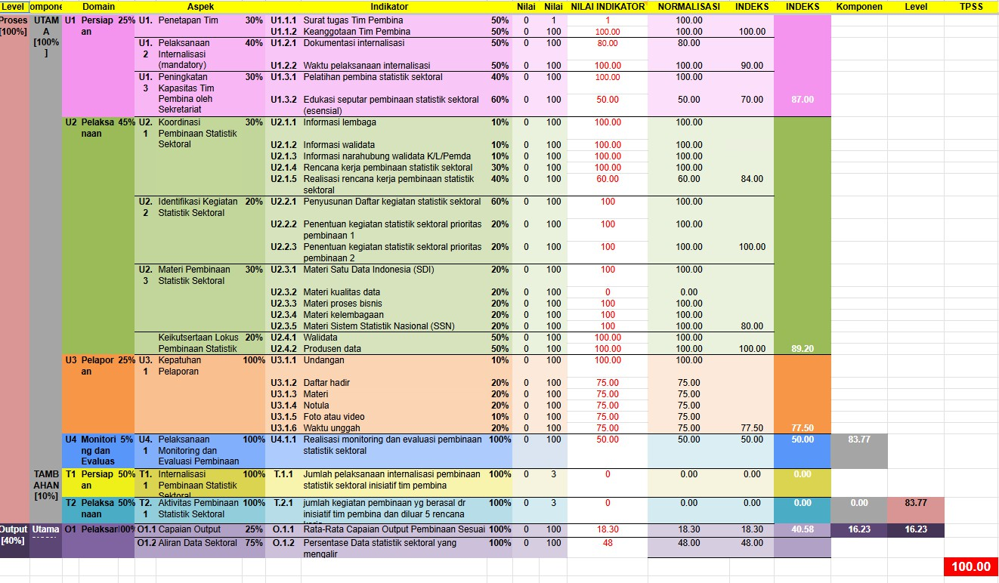 Level ompone Domain Aspek Indikator Nilai Nilai NILAI INDIKATOR NORMALISASI INDEKS INDEKS Komponen Level TPSS
Proses UTAM U1 Persiap 25% U1. Penetapan Tim 30% U1.1.1 Surat tugas Tim Pembina 50% 0 1 1 100.00
[100%] A an U1.1.2 Keanggotaan Tim Pembina 50% 0 100 100.00 100.00 100.00
[100% U1. Pelaksanaan 40% U1.2.1 Dokumentasi internalisasi 50% 0 100 80.00 80.00
] 2 Internalisasi
(mandatory) U1.2.2 Waktu pelaksanaan internalisasi 50% 0 100 100.00 100.00 90.00
U1. Peningkatan 30% U1.3.1 Pelatihan pembina statistik sektoral 40% 0 100 100.00 100.00
3 Kapasitas Tim
Pembina oleh U1.3.2 Edukasi seputar pembinaan statistik sektoral 60% 0 100 50.00 50.00 70.00 87.00
Sekretariat (esensial)
U2 Pelaksa 45% U2. Koordinasi 30% U2.1.1 Informasi lembaga 10% 0 100 100.00 100.00
naan 1 Pembinaan Statistik
Sektoral U2.1.2 Informasi walidata 10% 0 100 100.00 100.00
U2.1.3 Informasi narahubung walidata K/L/Pemda 10% 0 100 100.00 100.00
U2.1.4 Rencana kerja pembinaan statistik sektoral 30% 0 100 100.00 100.00
U2.1.5 Realisasi rencana kerja pembinaan statistik 40% 0 100 60.00 60.00 84.00
sektoral
U2. Identifikasi Kegiatan 20% U2.2.1 Penyusunan Daftar kegiatan statistik sektoral 60% 0 100 100 100.00
2 Statistik Sektoral
U2.2.2 Penentuan kegiatan statistik sektoral prioritas 20% 0 100 100 100.00
pembinaan 1
U2.2.3 Penentuan kegiatan statistik sektoral prioritas 20% 0 100 100 100.00 100.00
pembinaan 2
U2. Materi Pembinaan 30% U2.3.1 Materi Satu Data Indonesia (SDI) 20% 0 100 100 100.00
3 Statistik Sektoral
U2.3.2 Materi kualitas data 20% 0 100 0 0.00
U2.3.3 Materi proses bisnis 20% 0 100 100 100.00
U2.3.4 Materi kelembagaan 20% 0 100 100 100.00
U2.3.5 Materi Sistem Statistik Nasional (SSN) 20% 0 100 100 100.00 80.00
Keikutsertaan Lokus 20% U2.4.1 Walidata 50% 0 100 100.00 100.00
Pembinaan Statistik U2.4.2 Produsen data 50% 0 100 100.00 100.00 100.00 89.20
U3 Pelapor 25% U3. Kepatuhan 100% U3.1.1 Undangan 10% 0 100 100.00 100.00
an 1 Pelaporan
U3.1.2 Daftar hadir 20% 0 100 75.00 75.00
U3.1.3 Materi 20% 0 100 75.00 75.00
U3.1.4 Notula 20% 0 100 75.00 75.00
U3.1.5 Foto atau video 10% 0 100 75.00 75.00
U3.1.6 Waktu unggah 20% 0 100 75.00 75.00 77.50 77.50
U4 Monitori 5% U4. Pelaksanaan 100% U4.1.1 Realisasi monitoring dan evaluasi pembinaan 100% 0 100 50.00 50.00 50.00 50.00 83.77
ng dan 1 Monitoring dan statistik sektoral
Evaluas Evaluasi Pembinaan
TAMB T1 Persiap 50% T1. Internalisasi 100% T.1.1 Jumlah pelaksanaan internalisasi pembinaan 100% 0 3 0 0.00 0.00 0.00
AHAN an 1 Pembinaan Statistik statistik sektoral inisiatif tim pembina
[10%] Sektoral
T2 Pelaksa 50% T2. Aktivitas Pembinaan 100% T.2.1 jumlah kegiatan pembinaan yg berasal dr 100% 0 3 0 0.00 0.00 0.00 0.00 83.77
naan 1 Statistik Sektoral inisiatif tim pembina dan diluar 5 rencana
Output Utama O1 Pelaksan 100% O1.1 Capaian Output 25% O.1.1 Rata-Rata Capaian Output Pembinaan Sesuai 100% 0 100 18.30 18.30 18.30 40.58 16.23 16.23
[40%] O1.2 Aliran Data Sektoral 75% O.1.2 Persentase Data statistik sektoral yang 100% 0 100 48 48.00 48.00
mengalir
100.00